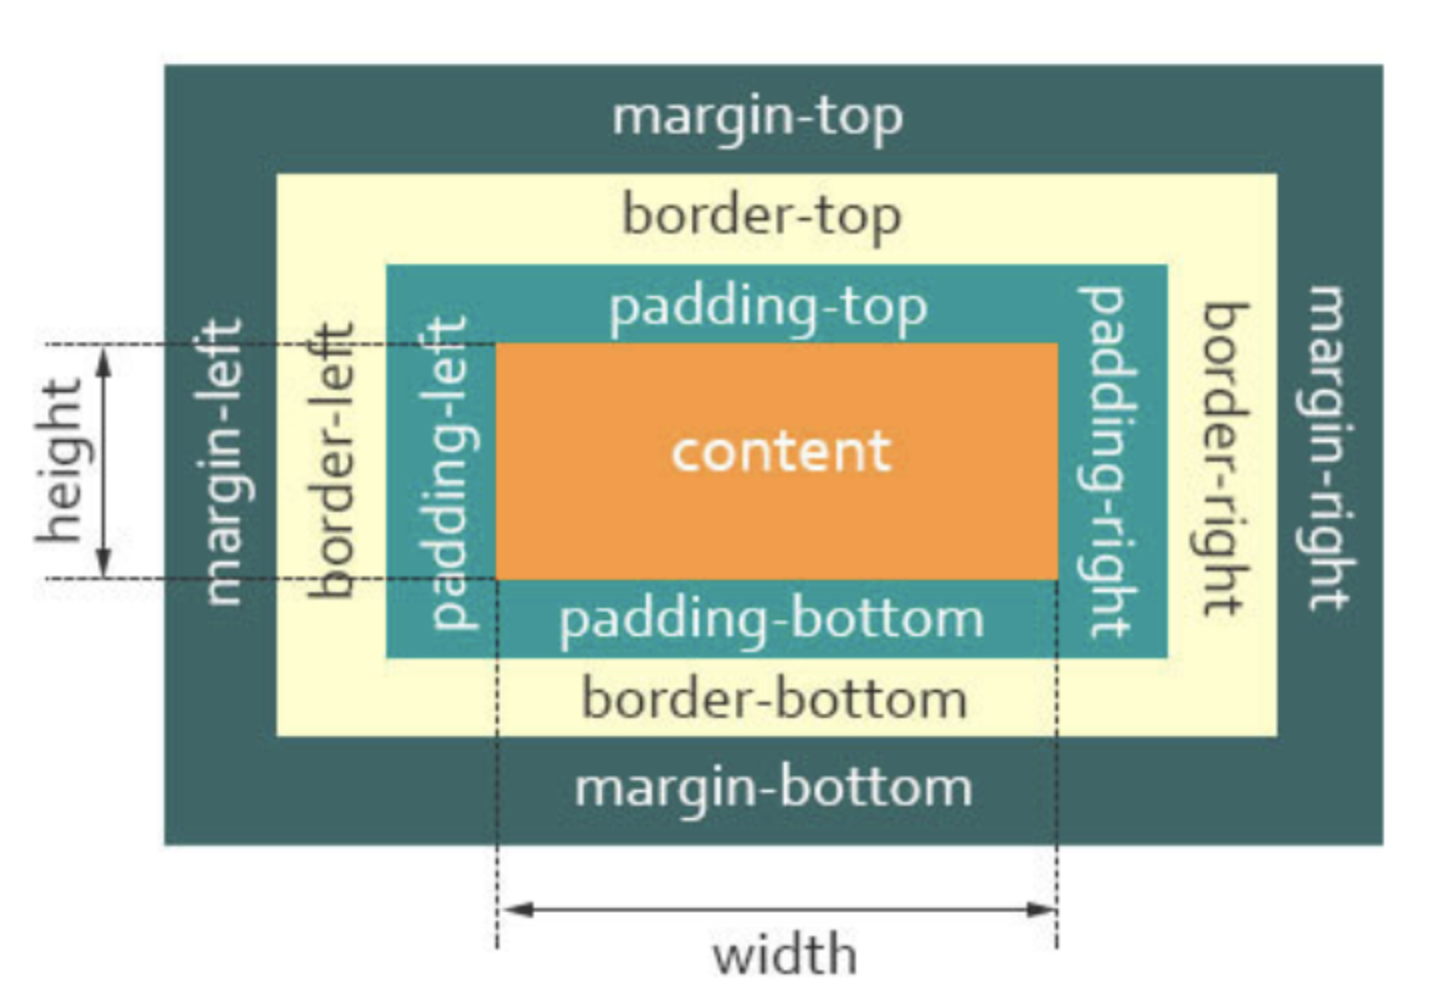 margin-top
border-top
padding-top
height
margin-left
border-left
padding-left
content
padding-right
border-right
margin-right
padding-bottom
border-bottom
margin-bottom
width